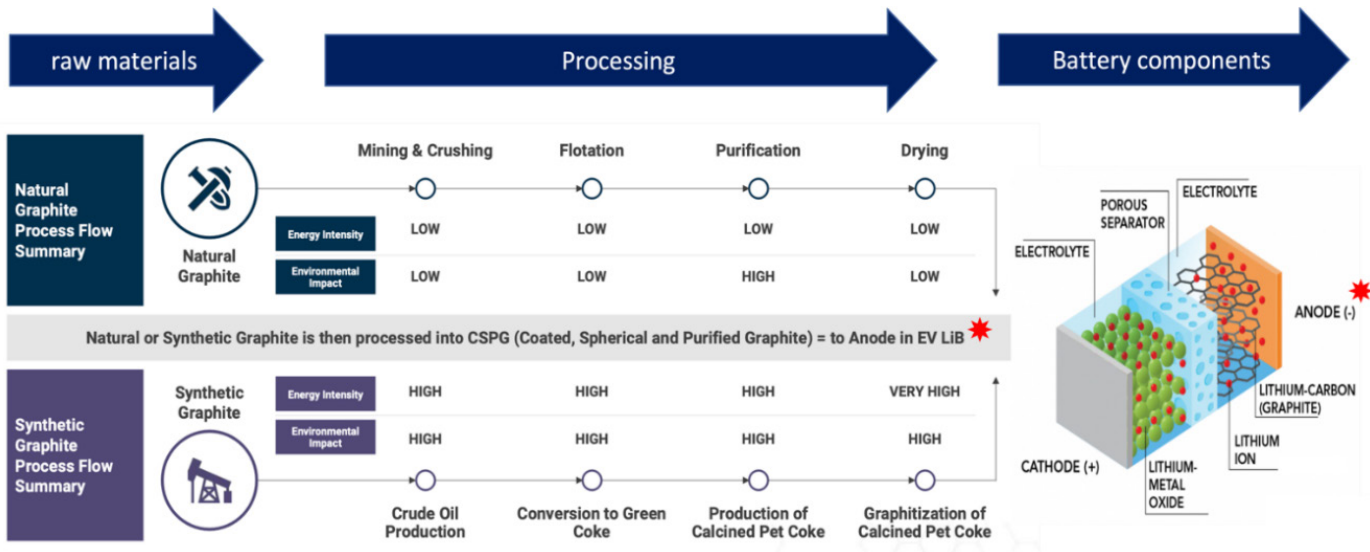 raw materials
Processing
Battery components
Natural
Graphite
Process Flow
Summary
Natural
Graphite
Mining & Crushing
Flotation
Purification
Drying
Energy Intensity
LOW
LOW
LOW
LOW
Environmental
Impact
LOW
LOW
HIGH
LOW
Natural or Synthetic Graphite is then processed into CSPG (Coated, Spherical and Purified Graphite) = to Anode in EV LiB
Synthetic
Graphite
Process Flow
Summary
Synthetic
Graphite
Energy Intensity
HIGH
HIGH
HIGH
VERY HIGH
Environmental
Impact
HIGH
HIGH
HIGH
HIGH
Crude Oil
Production
Conversion to Green
Coke
Production of
Calcined Pet Coke
Graphitization of
Calcined Pet Coke
ELECTROLYTE
POROUS
SEPARATOR
ELECTROLYTE
ANODE (-)
LITHIUM-CARBON
(GRAPHITE)
LITHIUM
ION
CATHODE (+)
LITHIUM-
METAL
OXIDE